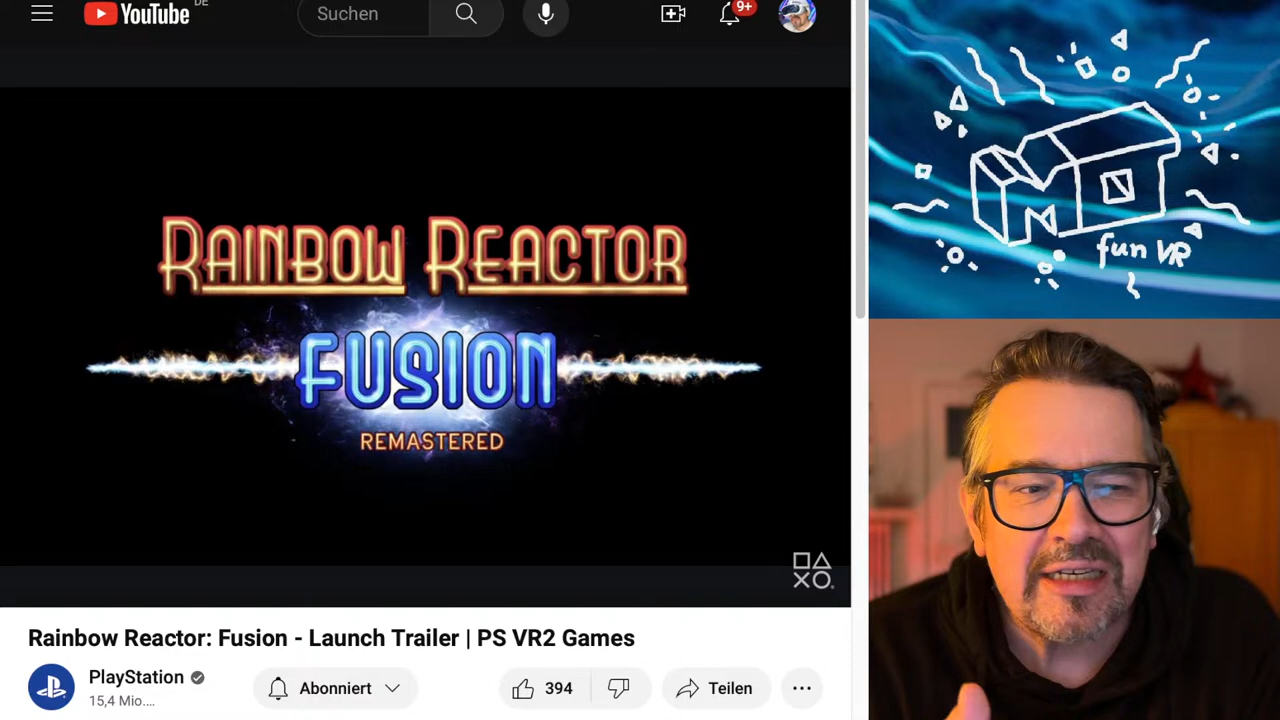 DE
YouTube
Suchen
9+
RAINBOW REACTOR
FUSION
REMASTERED
fun VR
Rainbow Reactor: Fusion - Launch Trailer | PS VR2 Games
PlayStation
15,4 Mio....
Abonniert
394
Teilen